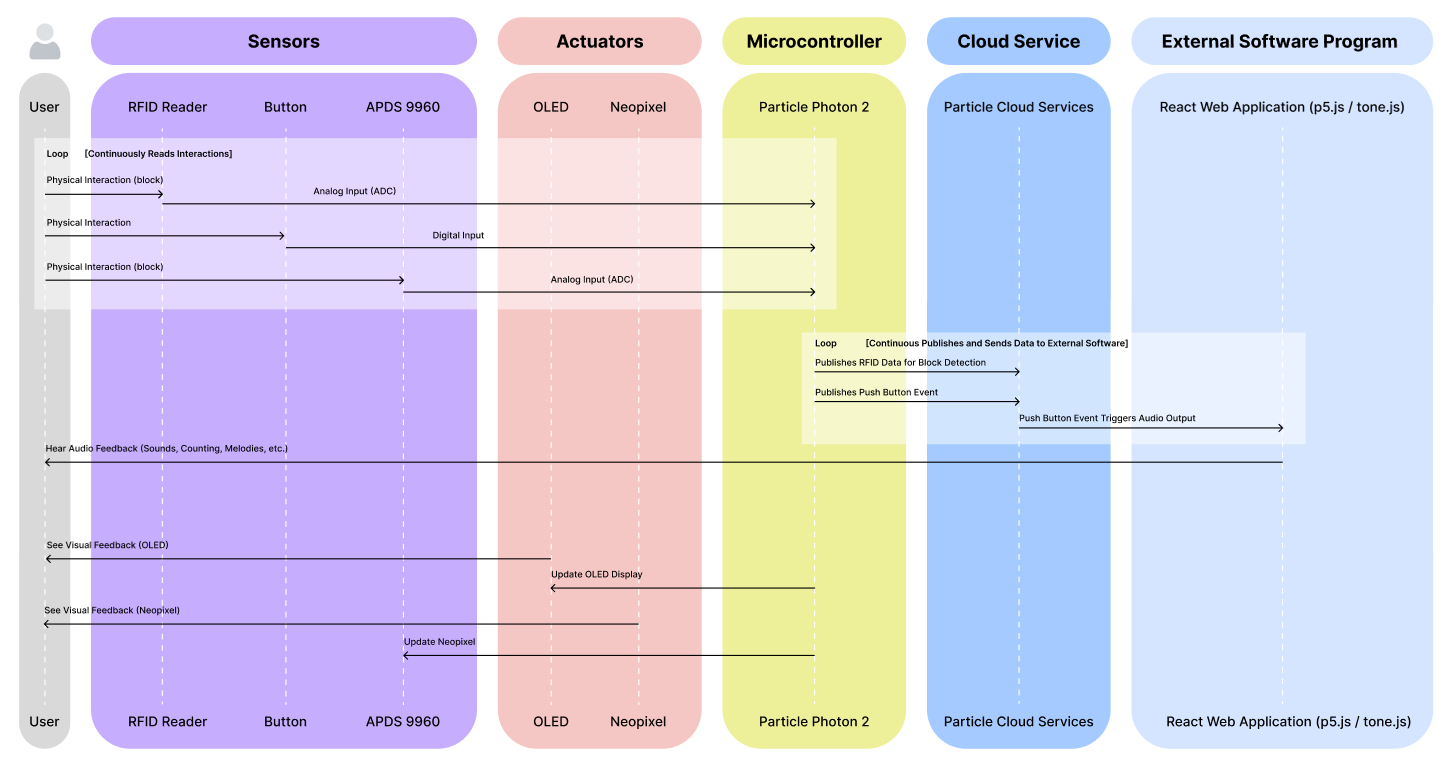 Sensors
Actuators
Microcontroller
Cloud Service
External Software Program
User
RFID Reader
Button
APDS 9960
OLED
Neopixel
Particle Photon 2
Particle Cloud Services
React Web Application (p5.js / tone.js)
Loop [Continuously Reads Interactions]
Physical Interaction (block)
Analog Input (ADC)
Physical Interaction
Digital Input
Physical Interaction (block)
Analog Input (ADC)
Loop [Continuous Publishes and Sends Data to External Software]
Publishes RFID Data for Block Detection
Publishes Push Button Event
Push Button Event Triggers Audio Output
Hear Audio Feedback (Sounds, Counting, Melodies, etc.)
See Visual Feedback (OLED)
Update OLED Display
See Visual Feedback (Neopixel)
Update Neopixel
User
RFID Reader
Button
APDS 9960
OLED
Neopixel
Particle Photon 2
Particle Cloud Services
React Web Application (p5.js / tone.js)